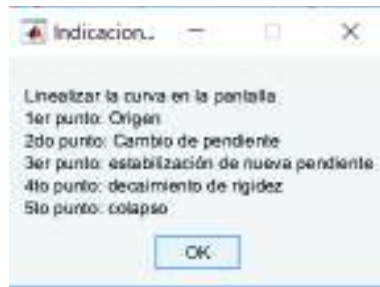 Indicacion...
Linealizar la curva en la pantalla
1er punto: Origen
2do punto: Cambio de pendiente
3er punto: estabilización de nueva pendiente
4to punto: decaimiento de rigidez
5to punto: colapso
OK